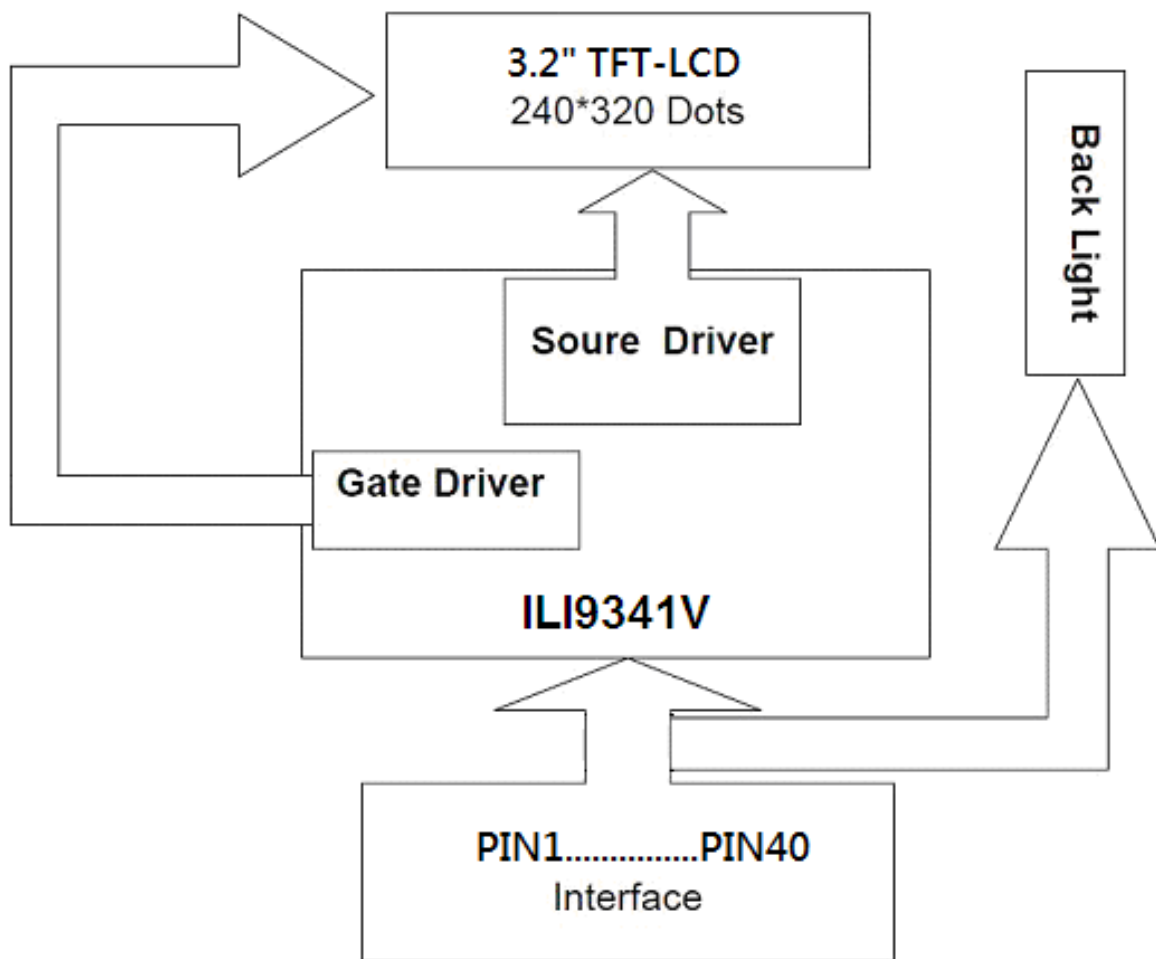 3.2" TFT-LCD
240*320 Dots
Back Light
Soure Driver
Gate Driver
ILI9341V
PIN1...............PIN40
Interface